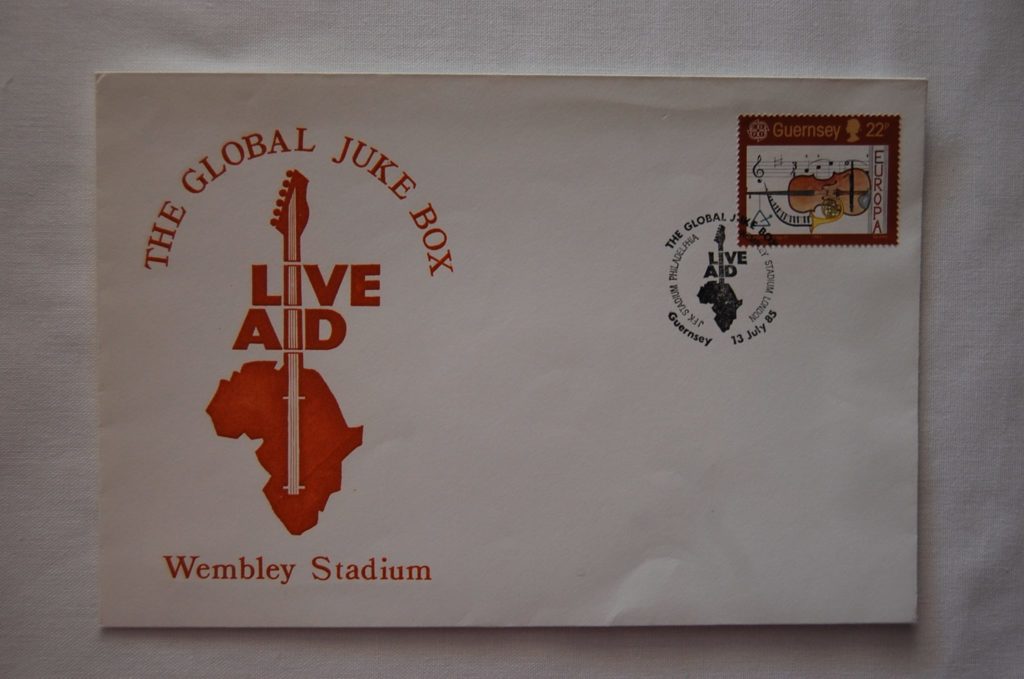 THE GLOBAL JUKE BOX
LIVE
AID
Wembley Stadium
Guernsey 22P
EUROPA
THE GLOBAL JUKE BOX
JFK STADIUM PHILADELPHIA
WEMBLEY STADIUM LONDON
LIVE
AID
Guernsey 13 July 85